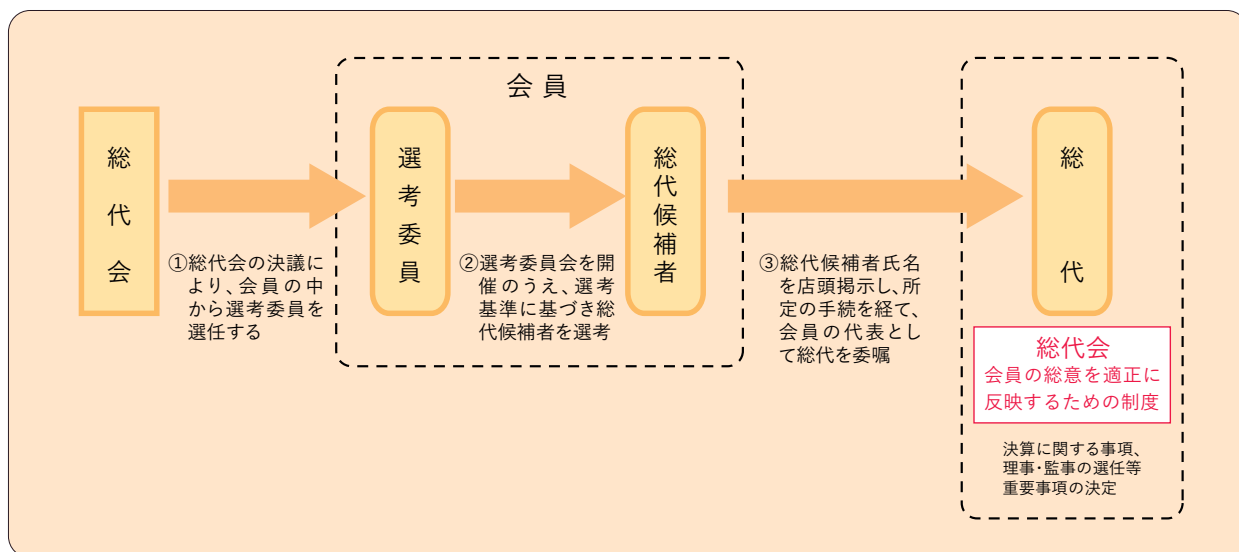 会員
総代会
選考委員
総代候補者
総代
①総代会の決議に
より、会員の中
から選考委員を
選任する
②選考委員会を開
催のうえ、選考
基準に基づき総
代候補者を選考
③総代候補者氏名
を店頭掲示し、所
定の手続を経て、
会員の代表とし
て総代を委嘱
総代会
会員の総意を適正に
反映するための制度
決算に関する事項、
理事・監事の選任等
重要事項の決定